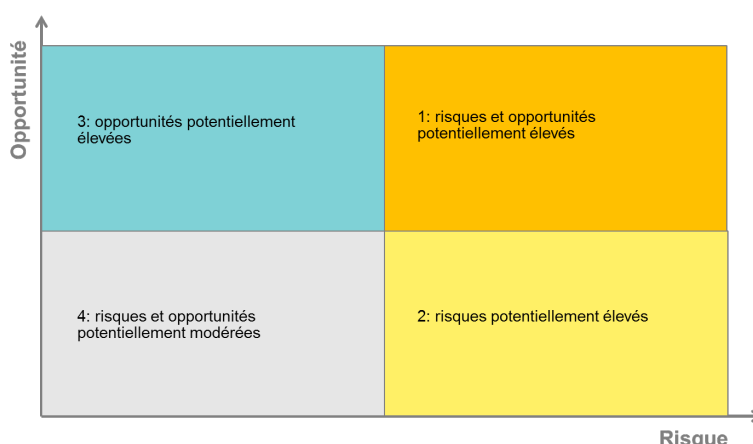 Opportunité
3: opportunités potentiellement
élevées
1: risques et opportunités
potentiellement élevés
4: risques et opportunités
potentiellement modérées
2: risques potentiellement élevés
Risque